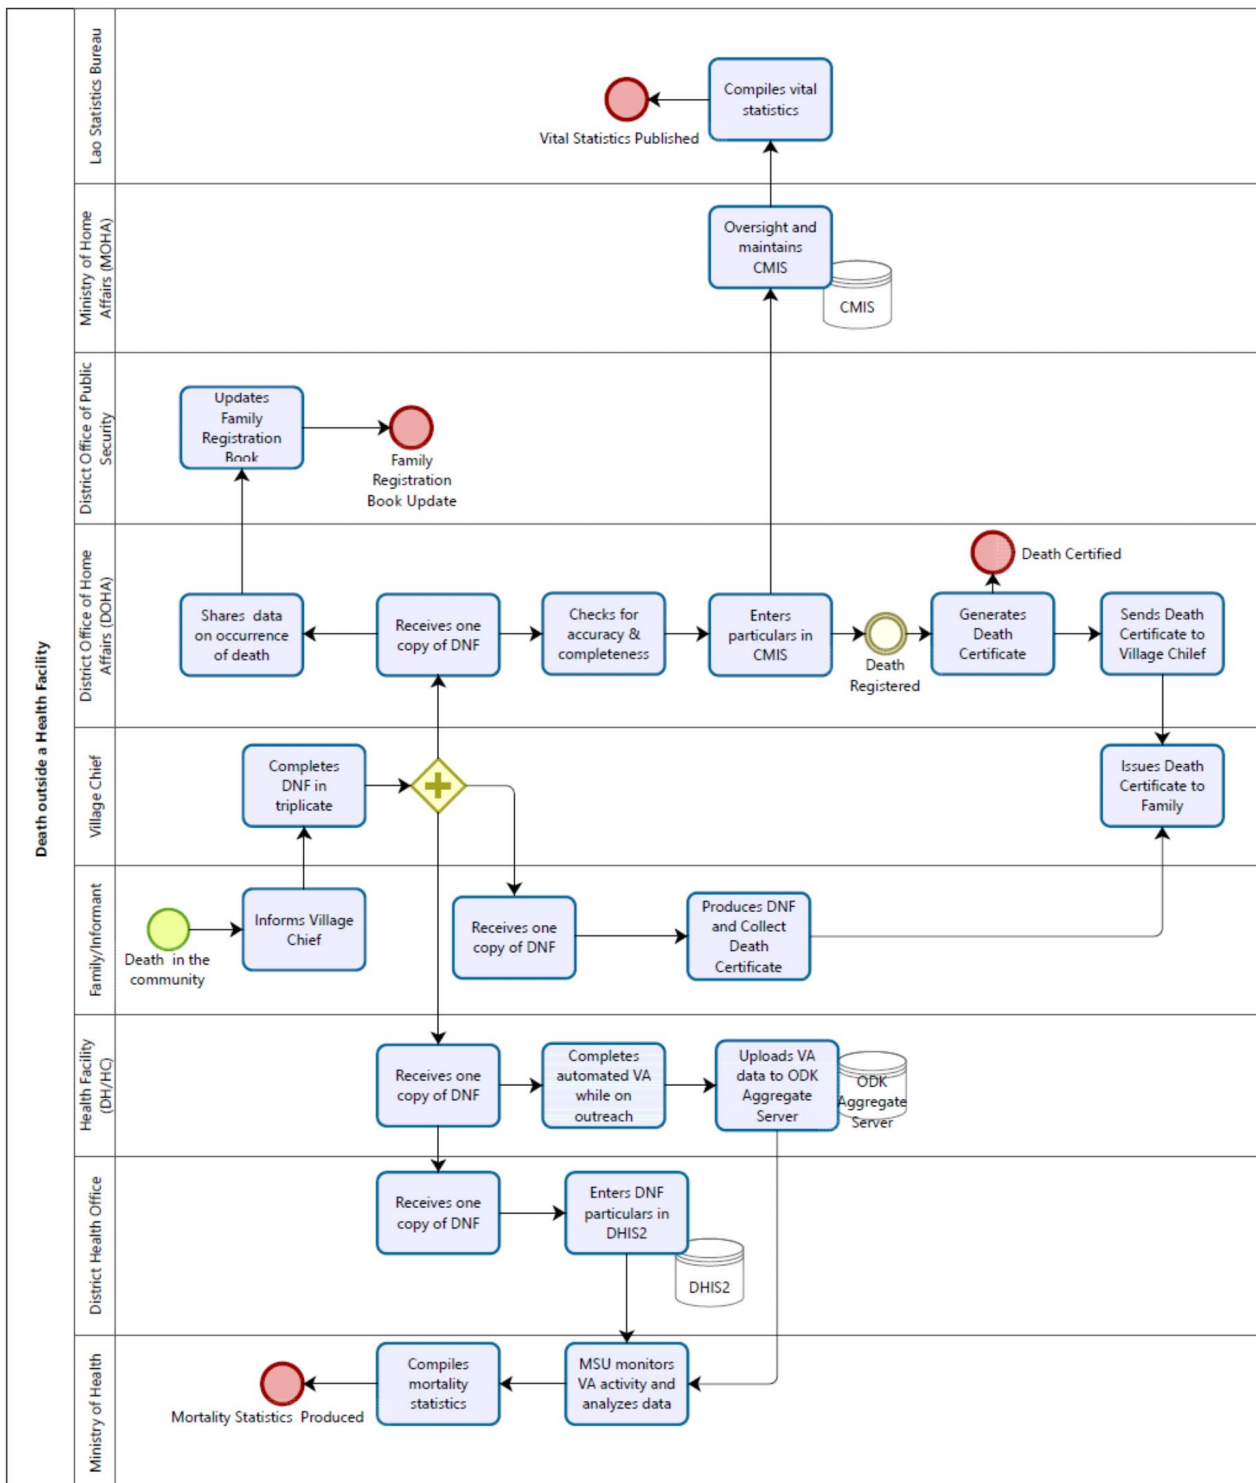 Death outside a Health Facility
Lao Statistics Bureau
Compiles vital
statistics
Vital Statistics Published
Ministry of Home
Affairs (MOHA)
Oversight and
maintains
CMIS
CMIS
District Office of Public
Security
Updates
Family
Registration
Book
Family
Registration
Book Update
District Office of Home
Affairs (DOHA)
Death Certified
Shares data
on occurrence
of death
Receives one
copy of DNF
Checks for
accuracy &
completeness
Enters
particulars in
CMIS
Death
Registered
Generates
Death
Certificate
Sends Death
Certificate to
Village Chilef
Village Chief
Completes
DNF in
triplicate
Issues Death
Certificate to
Family
Family/Informant
Death in the
community
Informs Village
Chief
Receives one
copy of DNF
Produces DNF
and Collect
Death
Certificate
Health Facility
(DH/HC)
Receives one
copy of DNF
Completes
automated VA
while on
outreach
Uploads VA
data to ODK
Aggregate
Server
ODK
Aggregate
Server
District Health Office
Receives one
copy of DNF
Enters DNF
particulars in
DHIS2
DHIS2
Ministry of Health
Mortality Statistics Produced
Compiles
mortality
statistics
MSU monitors
VA activity and
analyzes data